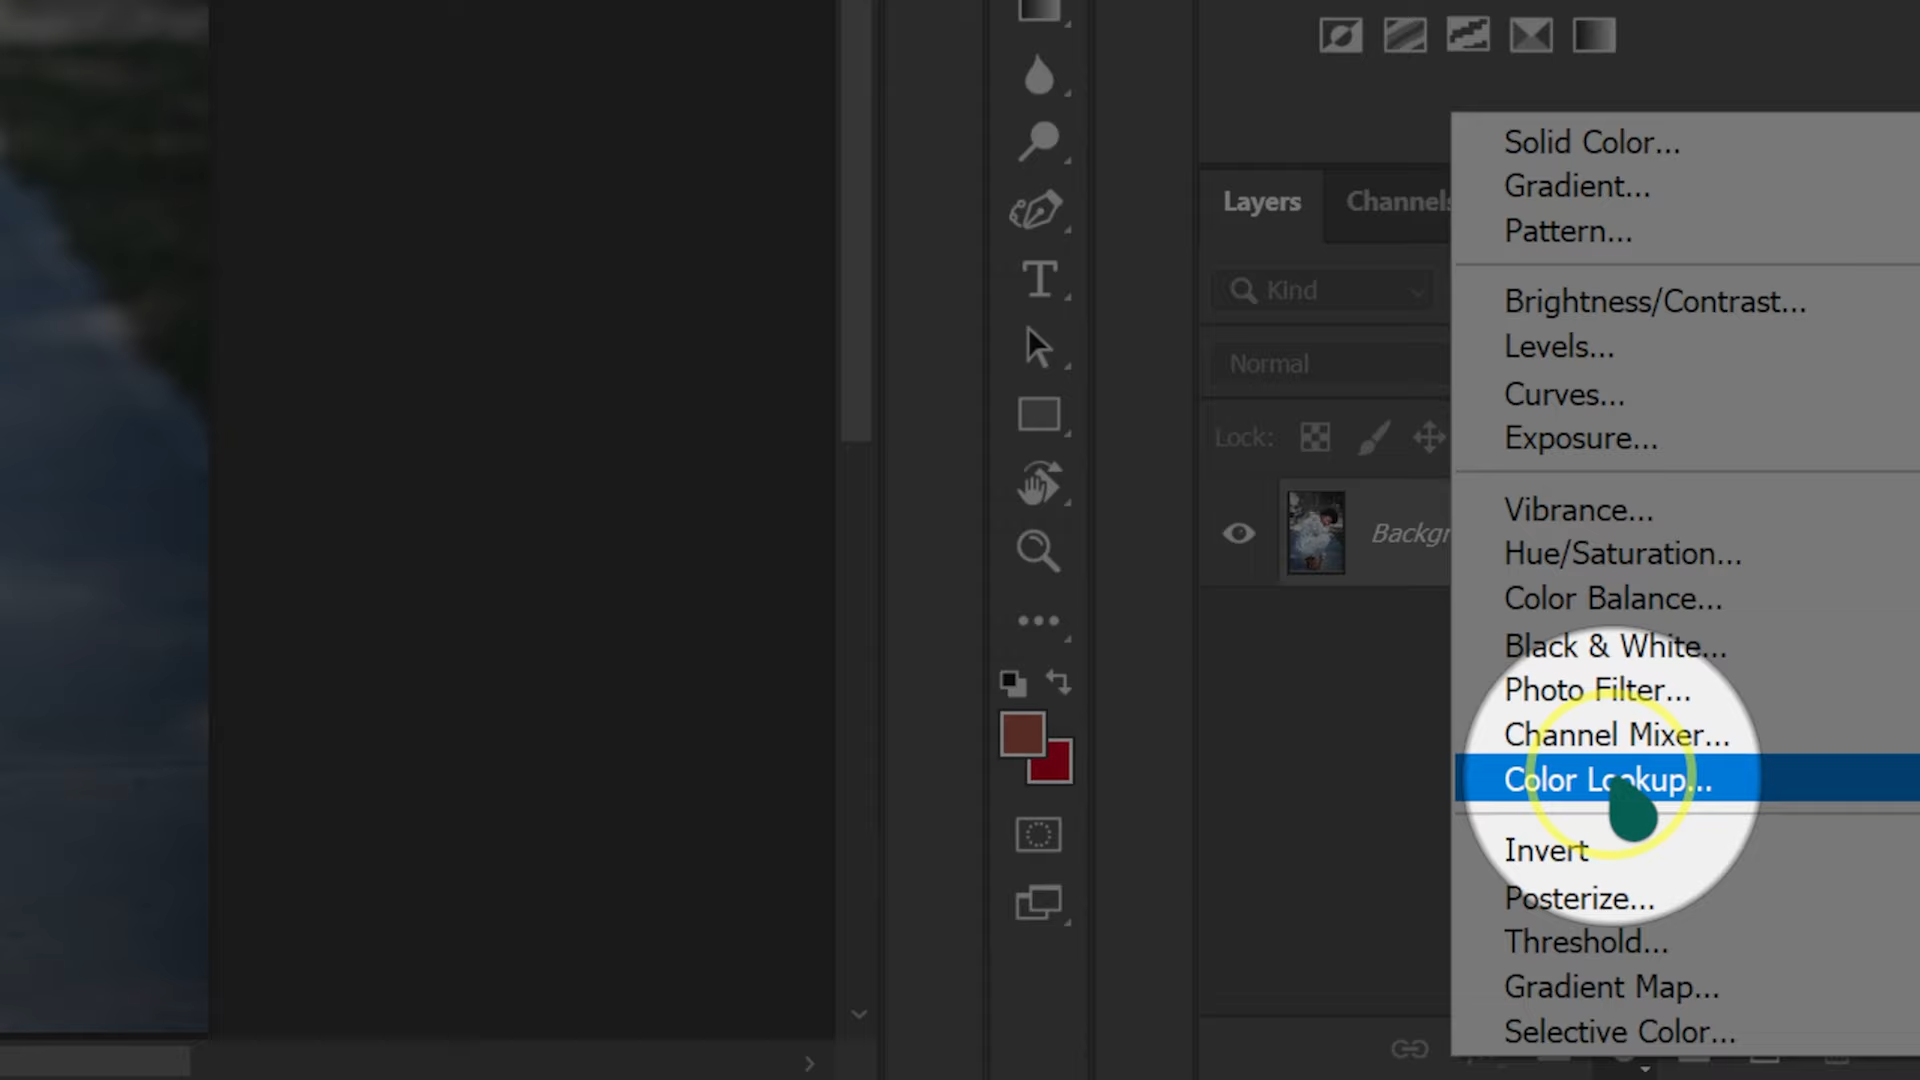 Layers
Channels
Kind
Normal
Lock:
Backgr
Solid Color...
Gradient...
Pattern...
Brightness/Contrast...
Levels...
Curves...
Exposure...
Vibrance...
Hue/Saturation...
Color Balance...
Black & White...
Photo Filter...
Channel Mixer...
Color Lookup...
Invert
Posterize...
Threshold...
Gradient Map...
Selective Color...